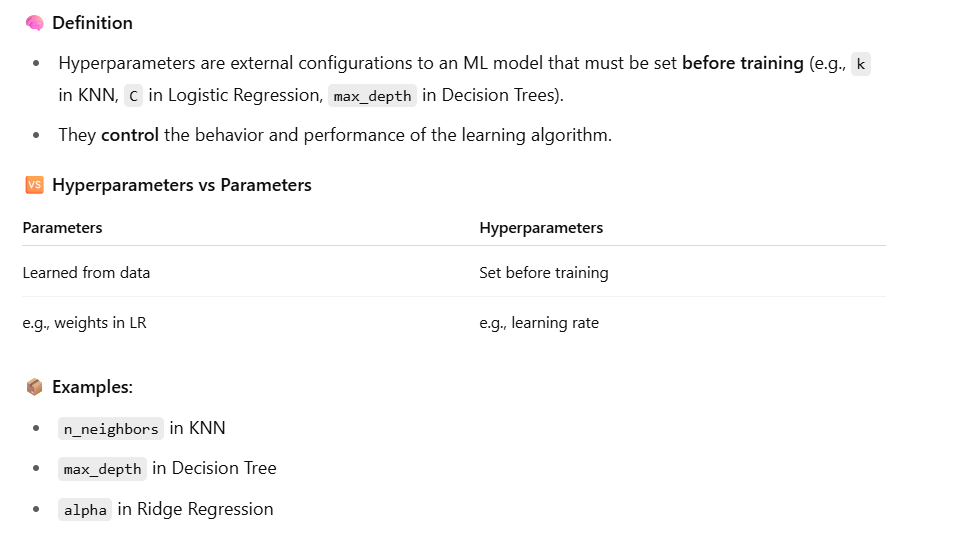 🧠 Definition
• Hyperparameters are external configurations to an ML model that must be set before training (e.g., k
in KNN, C in Logistic Regression, max_depth in Decision Trees).
• They control the behavior and performance of the learning algorithm.
🆚 Hyperparameters vs Parameters
Parameters Hyperparameters
Learned from data Set before training
e.g., weights in LR e.g., learning rate
📦 Examples:
• n_neighbors in KNN
• max_depth in Decision Tree
• alpha in Ridge Regression